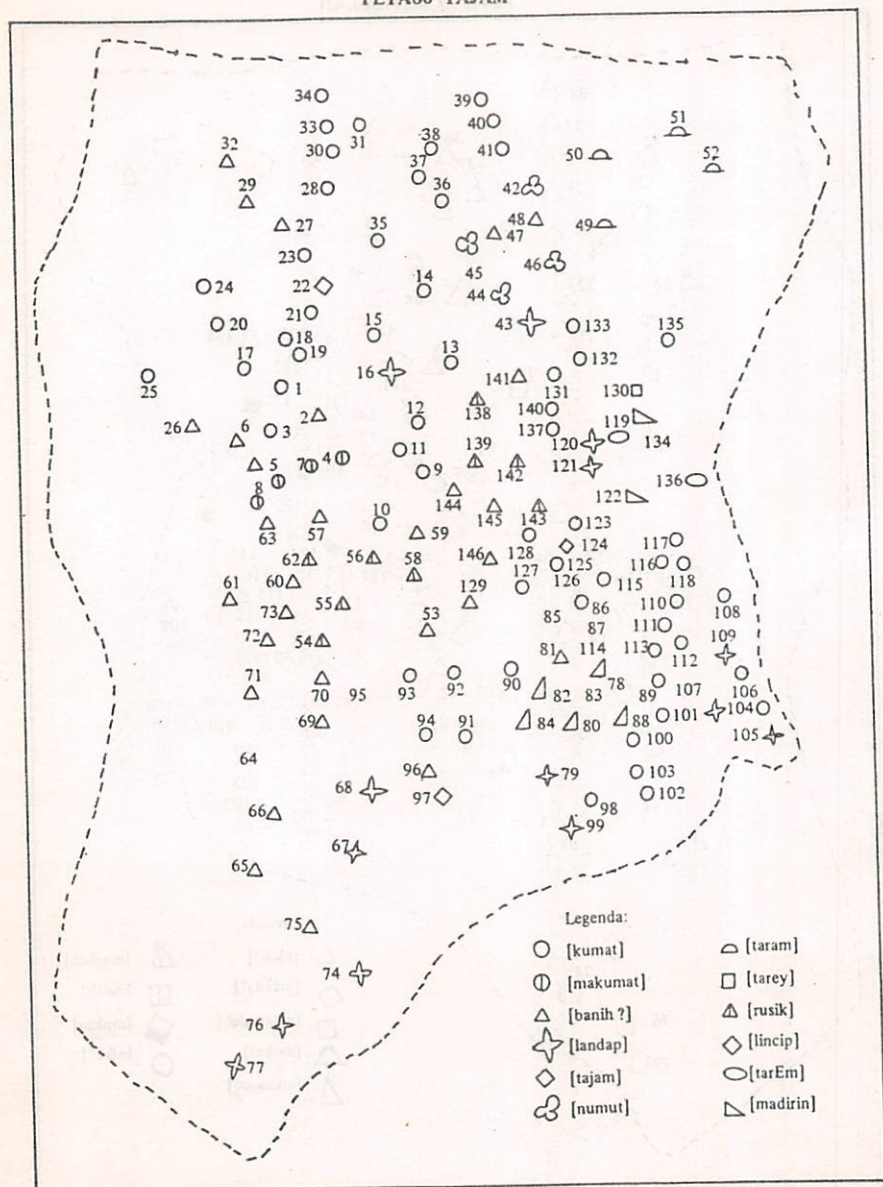 34 39
51
33 31 38 40
32 30 41 50 52
37
29 28 36 42
27 35 48 47 49
23 45 46
24 22 14 44
21 43 133 135
20 18 15 132
17 19 13
25 16 141 131 130
1 138 140 119
26 6 2 12 137 120 134
3 11 139 121
5 7 4 9 142 136
8 144 122
10 145 143 123
63 57 59 128 124 117
62 56 58 146 125 116
60 127 126 115 118
61 55 129 85 86 110 108
73 53 87 111
72 54 81 114 113 112 109
71 70 95 93 92 90 82 83 78 89 107 106
69 94 91 84 80 88 101 104
100 105
64 96 79 103
68 97 98 102
66 99
67
65
75
74
76
77
Legenda:
[kumat] [taram]
[makumat] [tarey]
[banih ?] [rusik]
[landap] [lincip]
[tajam] [tarEm]
[numut] [madirin]